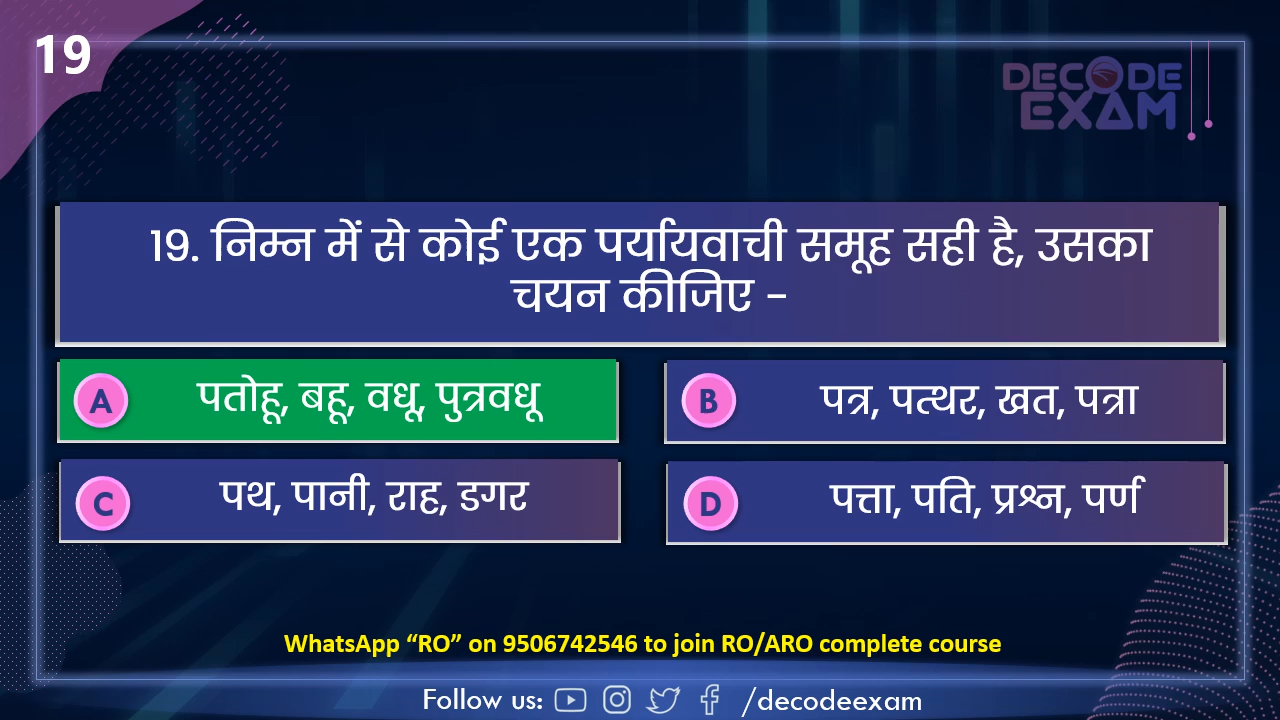 19
DECODE
EXAM
19. निम्न में से कोई एक पर्यायवाची समूह सही है, उसका
चयन कीजिए -
A पतोहू, बहू, वधू, पुत्रवधू
B पत्र, पत्थर, खत, पत्रा
C पथ, पानी, राह, डगर
D पत्ता, पति, प्रश्न, पर्ण
WhatsApp “RO” on 9506742546 to join RO/ARO complete course
Follow us: /decodeexam